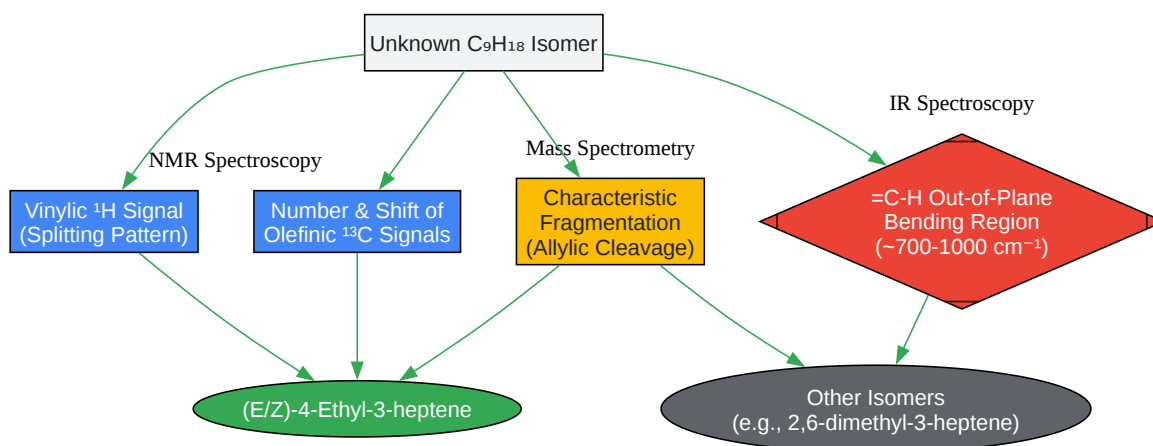 Unknown C₉H₁₈ Isomer
IR Spectroscopy
NMR Spectroscopy
Mass Spectrometry
Vinylic ¹H Signal
(Splitting Pattern)
Number & Shift of
Olefinic ¹³C Signals
Characteristic
Fragmentation
(Allylic Cleavage)
=C-H Out-of-Plane
Bending Region
(~700-1000 cm⁻¹)
(E/Z)-4-Ethyl-3-heptene
Other Isomers
(e.g., 2,6-dimethyl-3-heptene)